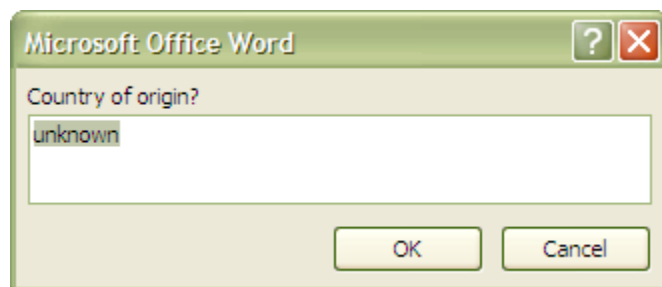 Microsoft Office Word
?
Country of origin?
unknown
OK Cancel